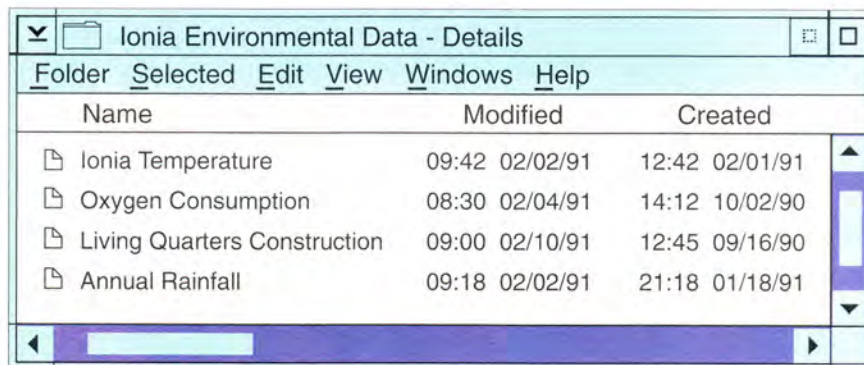 Ionia Environmental Data - Details
Folder Selected Edit View Windows Help
Name Modified Created
Ionia Temperature 09:42 02/02/91 12:42 02/01/91
Oxygen Consumption 08:30 02/04/91 14:12 10/02/90
Living Quarters Construction 09:00 02/10/91 12:45 09/16/90
Annual Rainfall 09:18 02/02/91 21:18 01/18/91